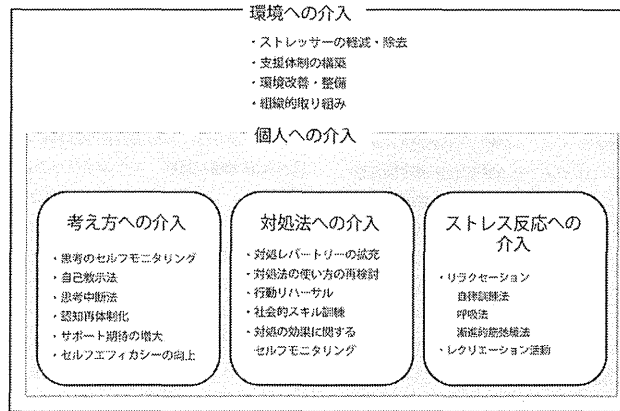 環境への介入
・ストレッサーの軽減・除去
・支援体制の構築
・環境改善・整備
・組織的取り組み
個人への介入
考え方への介入
・思考のセルフモニタリング
・自己教示法
・思考中断法
・認知再体制化
・サポート期待の増大
・セルフエフィカシーの向上
対処法への介入
・対処レパートリーの拡充
・対処法の使い方の再検討
・行動リハーサル
・社会的スキル訓練
・対処の効果に関する
セルフモニタリング
ストレス反応への
介入
・リラクセーション
自律訓練法
呼吸法
漸進的筋弛緩法
・レクリエーション活動